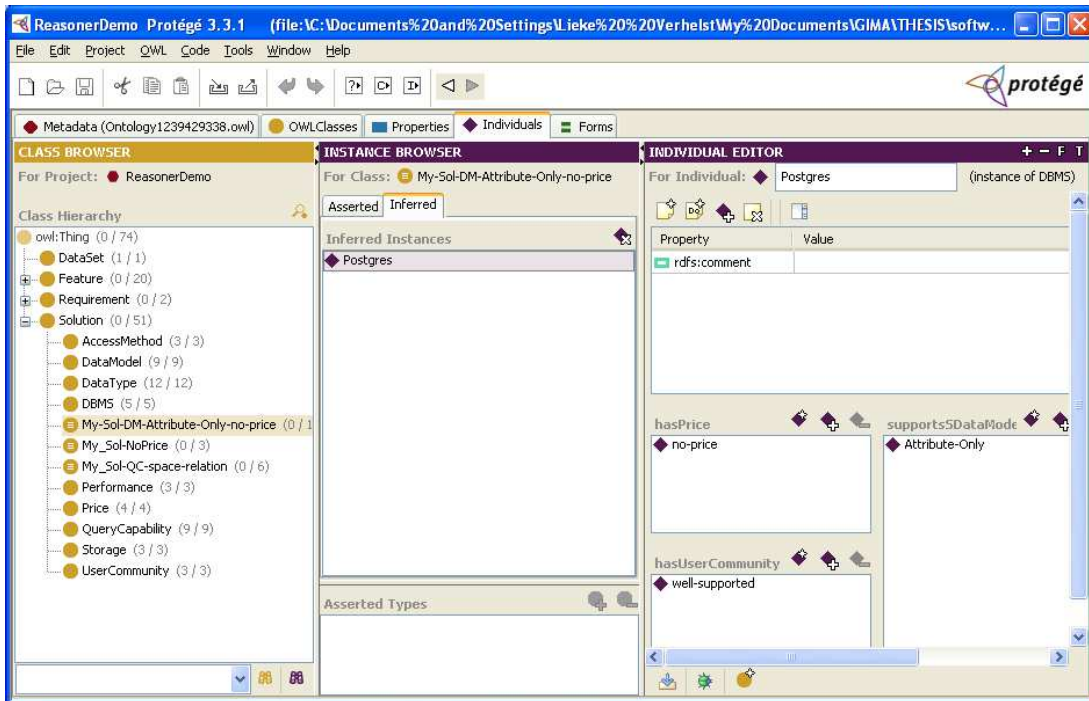 ReasonerDemo Protégé 3.3.1 (file:\C:\Documents%20and%20Settings\Lieke%20%20Verhelst\My%20Documents\GIMA\THESIS\softw...
File Edit Project OWL Code Tools Window Help
protégé
Metadata (Ontology1239429338.owl) OWLClasses Properties Individuals Forms
CLASS BROWSER
For Project: ReasonerDemo
Class Hierarchy
owl:Thing (0 / 74)
DataSet (1 / 1)
Feature (0 / 20)
Requirement (0 / 2)
Solution (0 / 51)
AccessMethod (3 / 3)
DataModel (9 / 9)
DataType (12 / 12)
DBMS (5 / 5)
My-Sol-DM-Attribute-Only-no-price (0 / 1
My_Sol-NoPrice (0 / 3)
My_Sol-QC-space-relation (0 / 6)
Performance (3 / 3)
Price (4 / 4)
QueryCapability (9 / 9)
Storage (3 / 3)
UserCommunity (3 / 3)
INSTANCE BROWSER
For Class: My-Sol-DM-Attribute-Only-no-price
Asserted Inferred
Inferred Instances
Postgres
Asserted Types
INDIVIDUAL EDITOR + - F T
For Individual: Postgres (instance of DBMS)
Property Value
rdfs:comment
hasPrice
no-price
supportsSDataMode
Attribute-Only
hasUserCommunity
well-supported